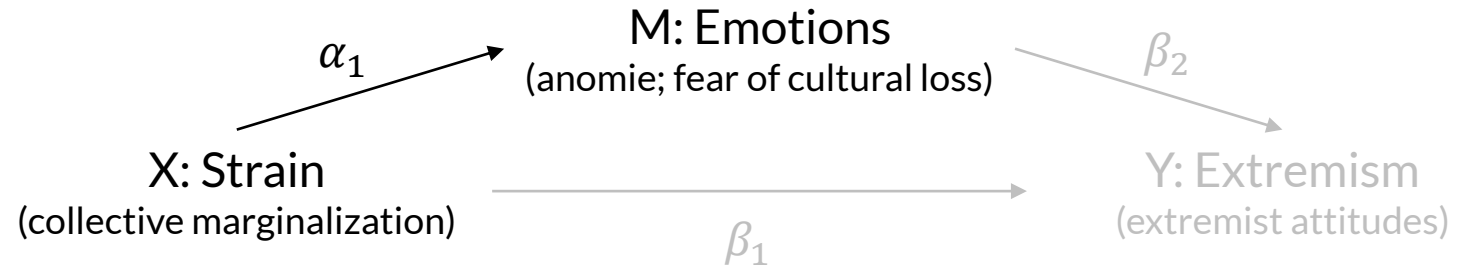 M: Emotions
(anomie; fear of cultural loss)
α₁
β₂
X: Strain
(collective marginalization)
Y: Extremism
(extremist attitudes)
β₁